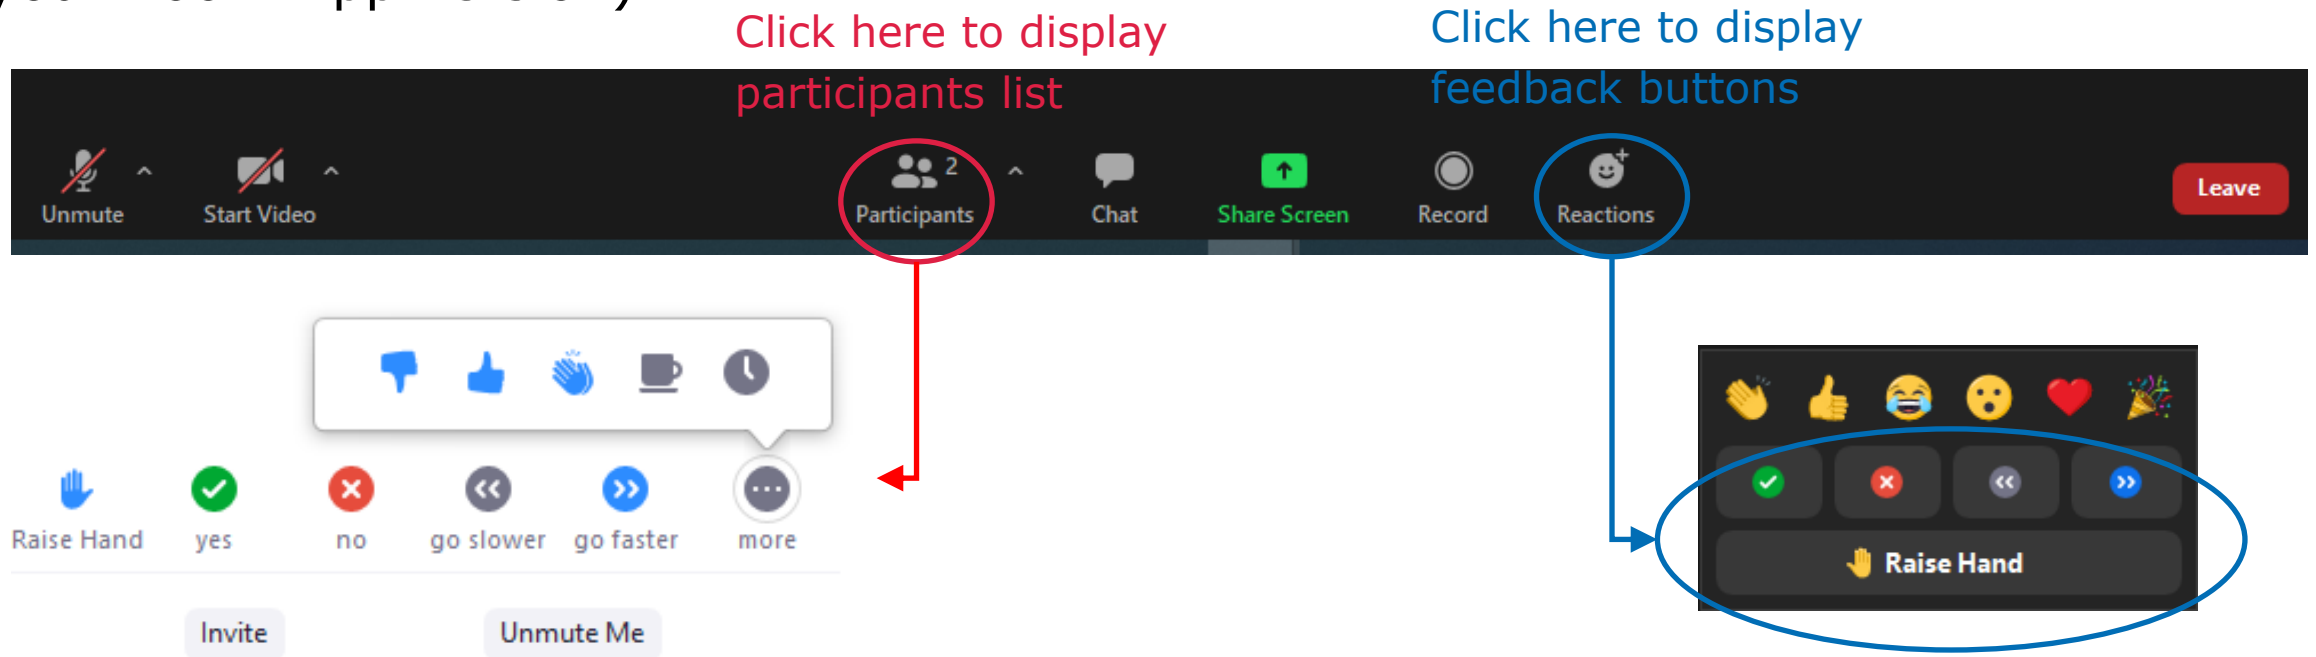 Click here to display
participants list
Click here to display
feedback buttons
Unmute
Start Video
2
Participants
Chat
Share Screen
Record
Reactions
Leave
Raise Hand
yes
no
go slower
go faster
more
Invite
Unmute Me
Raise Hand